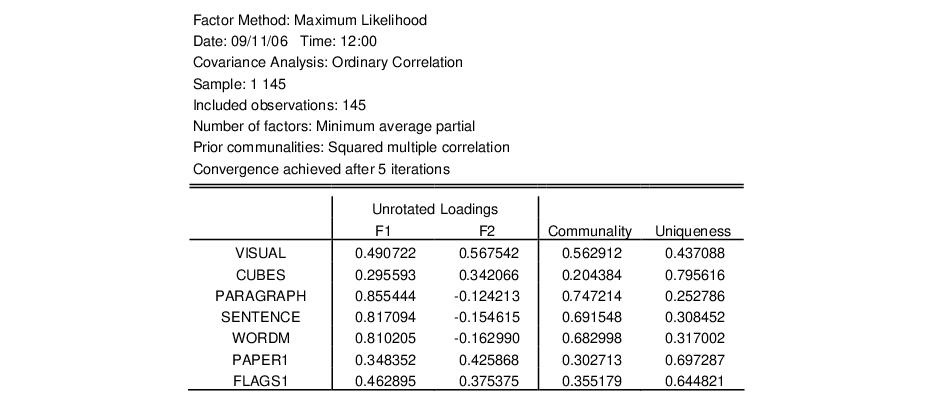 Factor Method: Maximum Likelihood
Date: 09/11/06 Time: 12:00
Covariance Analysis: Ordinary Correlation
Sample: 1 145
Included observations: 145
Number of factors: Minimum average partial
Prior communalities: Squared multiple correlation
Convergence achieved after 5 iterations
Unrotated Loadings
F1 F2 Communality Uniqueness
VISUAL 0.490722 0.567542 0.562912 0.437088
CUBES 0.295593 0.342066 0.204384 0.795616
PARAGRAPH 0.855444 -0.124213 0.747214 0.252786
SENTENCE 0.817094 -0.154615 0.691548 0.308452
WORDM 0.810205 -0.162990 0.682998 0.317002
PAPER1 0.348352 0.425868 0.302713 0.697287
FLAGS1 0.462895 0.375375 0.355179 0.644821